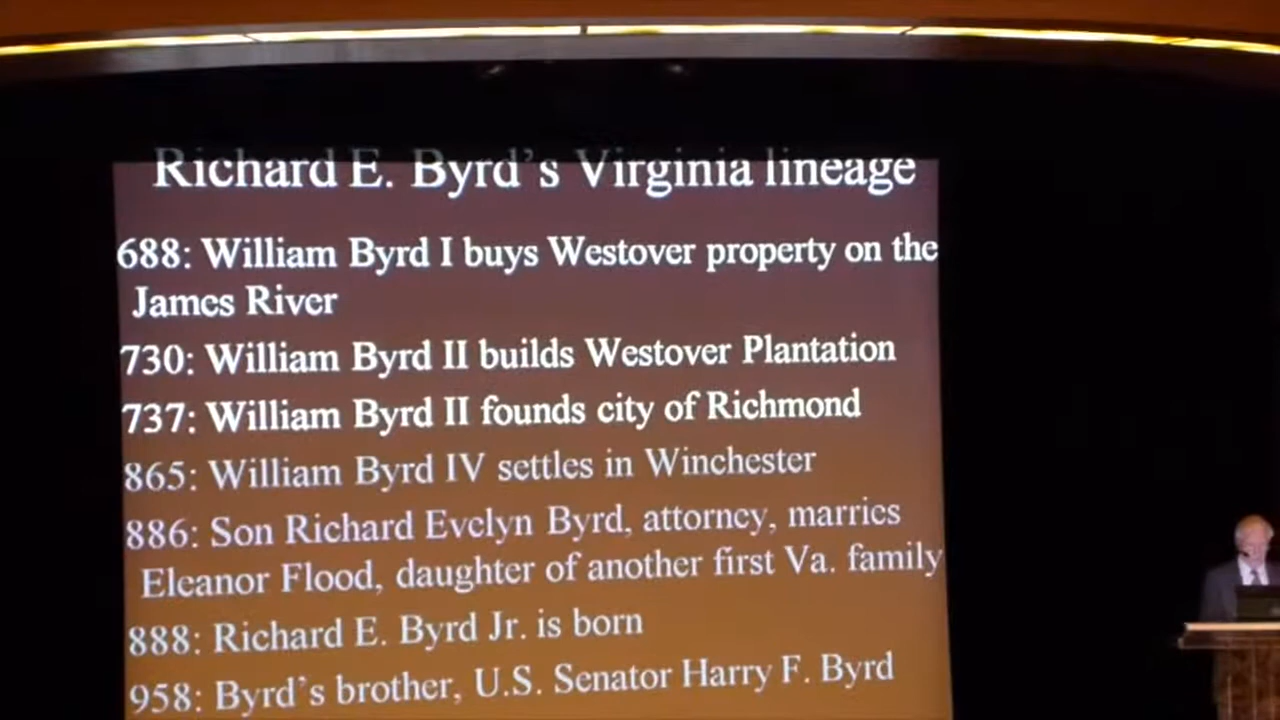 Richard E. Byrd's Virginia lineage
688: William Byrd I buys Westover property on the
James River
730: William Byrd II builds Westover Plantation
737: William Byrd II founds city of Richmond
865: William Byrd IV settles in Winchester
886: Son Richard Evelyn Byrd, attorney, marries
Eleanor Flood, daughter of another first Va. family
888: Richard E. Byrd Jr. is born
958: Byrd's brother, U.S. Senator Harry F. Byrd